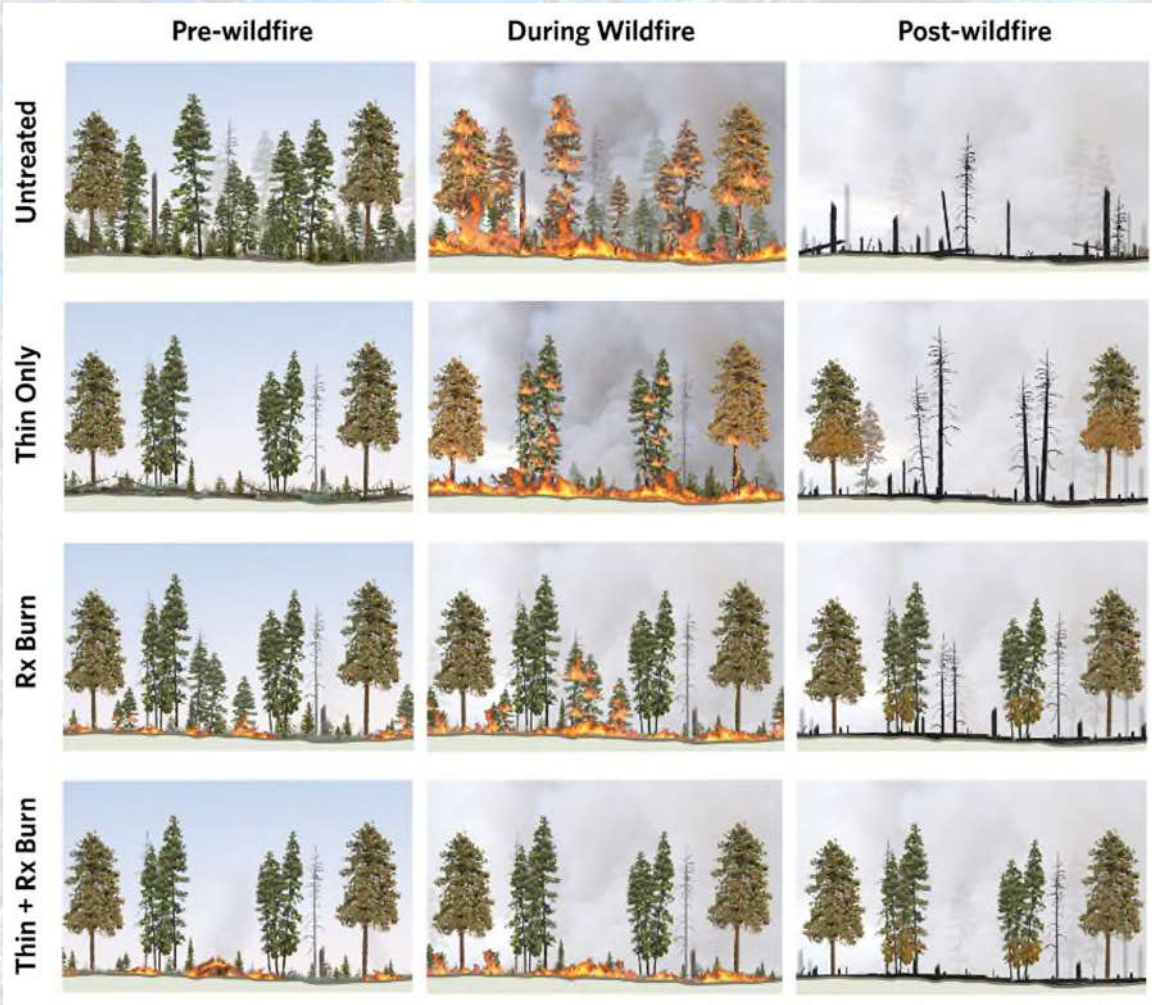 Pre-wildfire
During Wildfire
Post-wildfire
Untreated
Thin Only
Rx Burn
Thin + Rx Burn